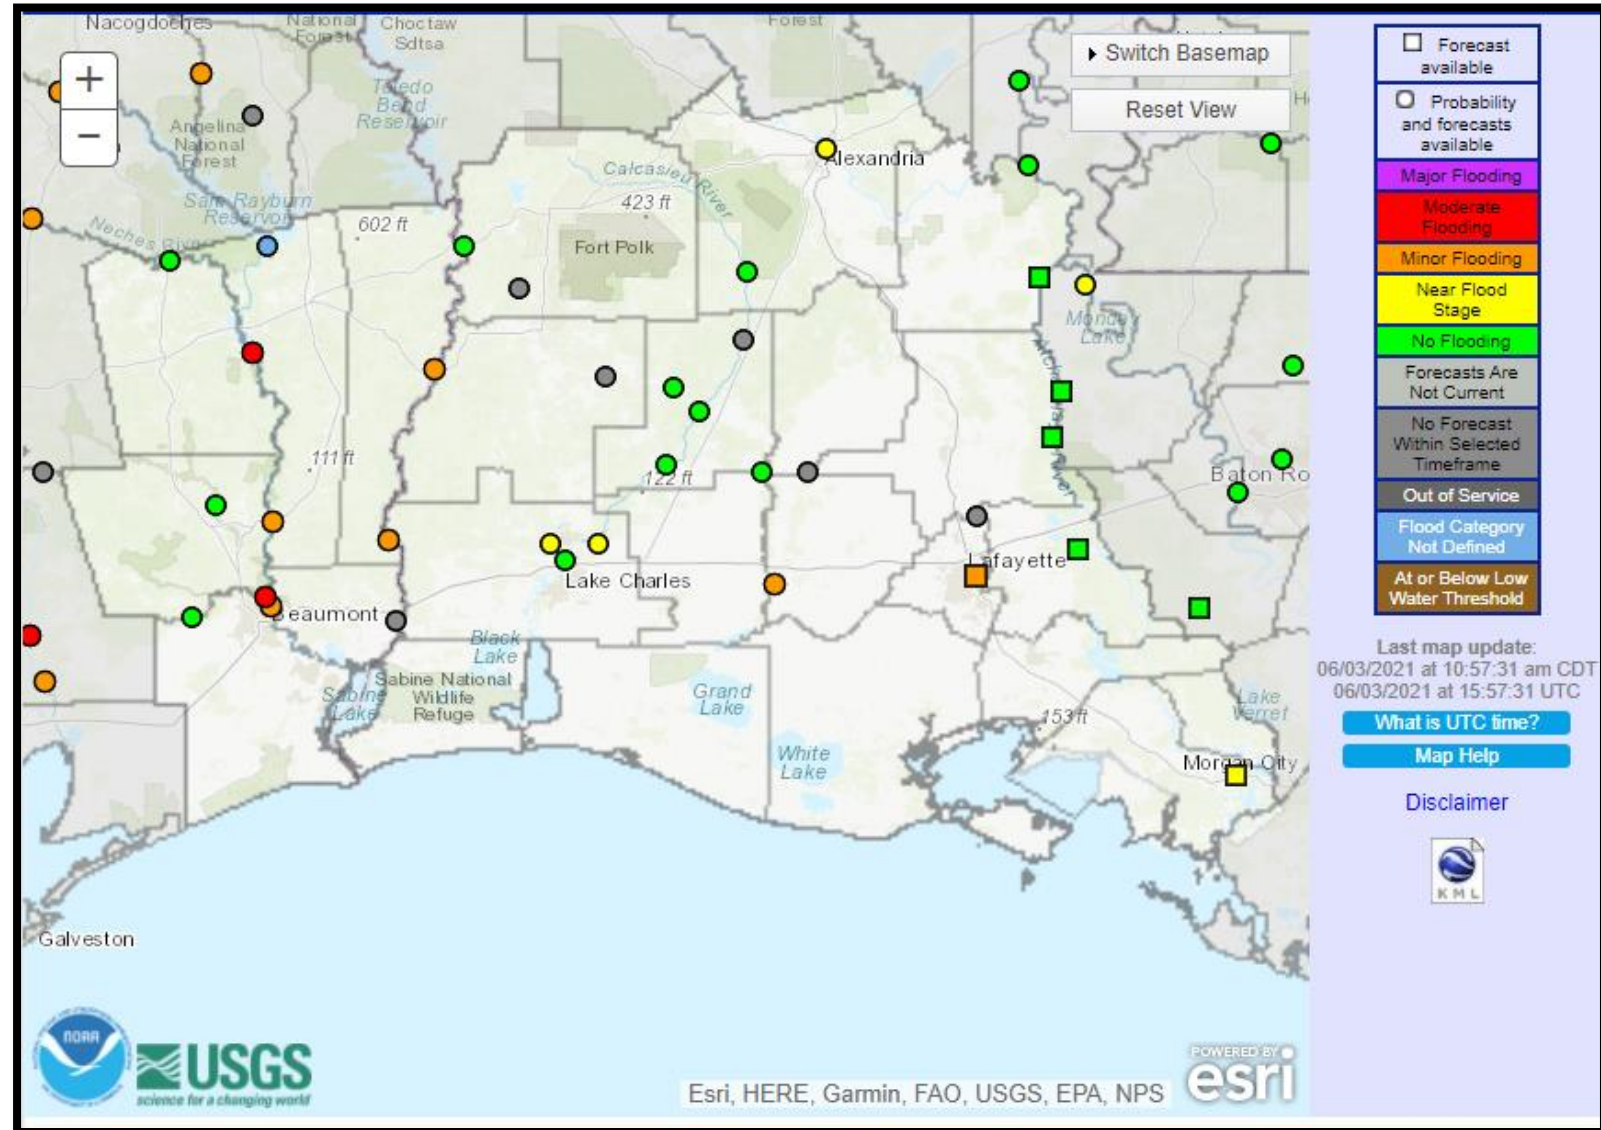 Nacogdoches
National
Forest
Choctaw
Sdtsa
Forest
Switch Basemap
Reset View
+
−
Toledo
Bend
Reservoir
Angelina
National
Forest
Alexandria
Calcasieu River
Sam Rayburn
Reservoir
423 ft
602 ft
Neches River
Fort Polk
Lake
111 ft
122 ft
River
Baton Ro
Lafayette
Lake Charles
Beaumont
Black
Lake
Sabine
Lake
Sabine National
Wildlife
Refuge
Grand
Lake
Lake
Verret
153 ft
White
Lake
Morgan City
Galveston
NOAA
USGS
science for a changing world
Esri, HERE, Garmin, FAO, USGS, EPA, NPS
POWERED BY
esri
Forecast
available
Probability
and forecasts
available
Major Flooding
Moderate
Flooding
Minor Flooding
Near Flood
Stage
No Flooding
Forecasts Are
Not Current
No Forecast
Within Selected
Timeframe
Out of Service
Flood Category
Not Defined
At or Below Low
Water Threshold
Last map update:
06/03/2021 at 10:57:31 am CDT
06/03/2021 at 15:57:31 UTC
What is UTC time?
Map Help
Disclaimer
KML